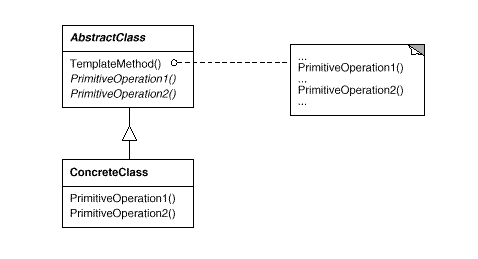 AbstractClass
TemplateMethod()
PrimitiveOperation1()
PrimitiveOperation2()
...
PrimitiveOperation1()
...
PrimitiveOperation2()
...
ConcreteClass
PrimitiveOperation1()
PrimitiveOperation2()